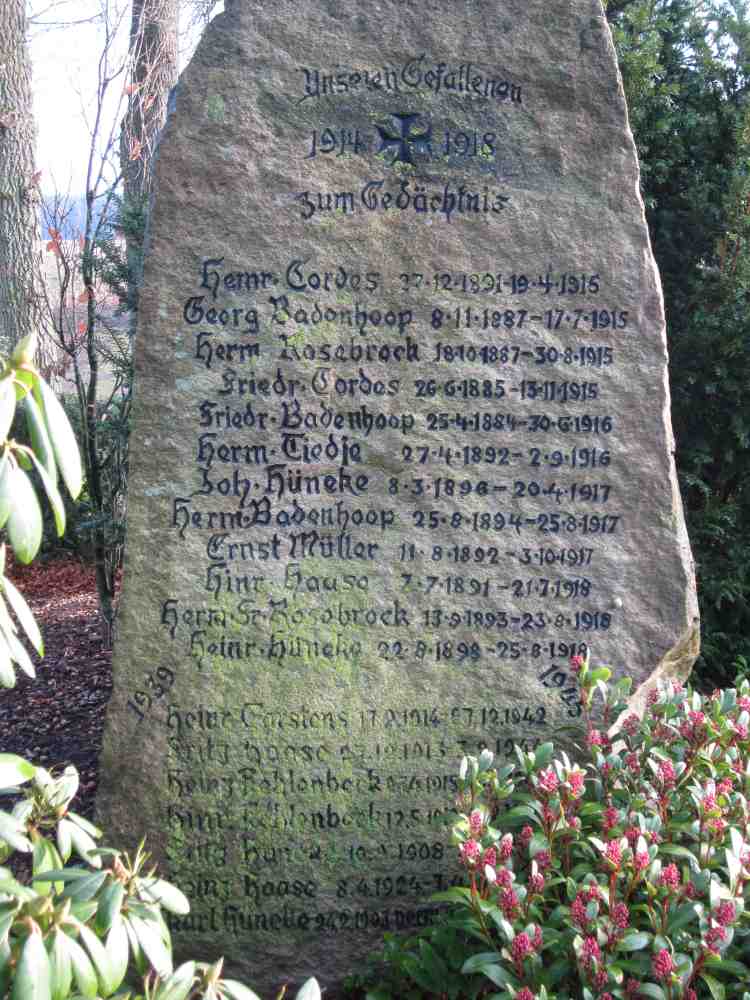 Unseren Gefallenen
1914 1918
zum Gedächtnis
Heinr. Cordes 27·12·1891-19·4·1915
Georg Badenhoop 8·11·1887-17·7·1915
Herm. Rosebrock 18·10·1887-30·8·1915
Friedr. Cordes 26·6·1885-13·11·1915
Friedr. Badenhoop 25·4·1884-30·6·1916
Herm. Tiedje 27·4·1892-2·9·1916
Joh. Hüneke 8·3·1896-20·4·1917
Herm. Badenhoop 25·8·1894-25·8·1917
Ernst Müller 11·8·1892-3·10·1917
Hinr. Haase 7·7·1891-21·7·1918
Herm. Fr. Rosebrock 13·9·1893-23·8·1918
Heinr. Hüneke 22·8·1898-25·8·1918
1939 1945
Heinr. Carstens 1942
Fritz Haase
Heinz Kohlenbeck
Hinr. Kohlenbeck 12.5.
Fritz Hüneke 1908
Heinz Haase 8.4.1924
Karl Hüneke